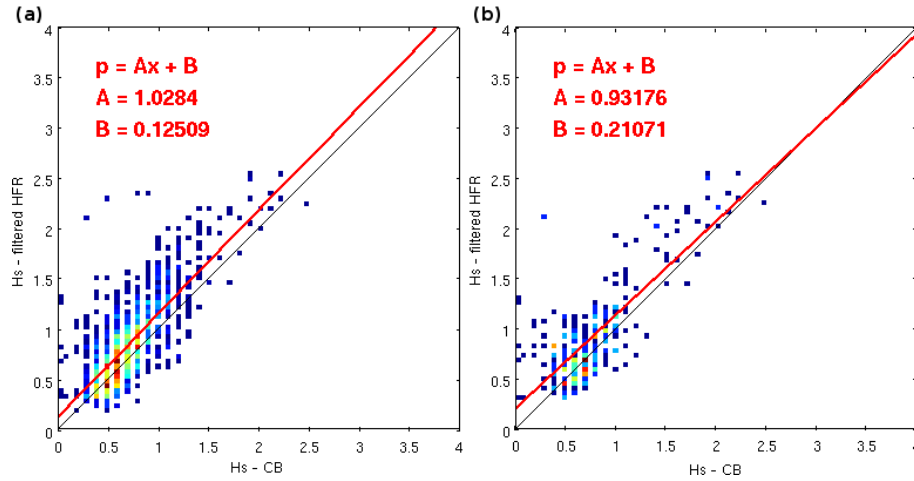 (a)
4
3.5
3
2.5
2
1.5
1
0.5
0
Hs - filtered HFR
p = Ax + B
A = 1.0284
B = 0.12509
0 0.5 1 1.5 2 2.5 3 3.5 4
Hs - CB
(b)
4
3.5
3
2.5
2
1.5
1
0.5
0
Hs - filtered HFR
p = Ax + B
A = 0.93176
B = 0.21071
0 0.5 1 1.5 2 2.5 3 3.5 4
Hs - CB